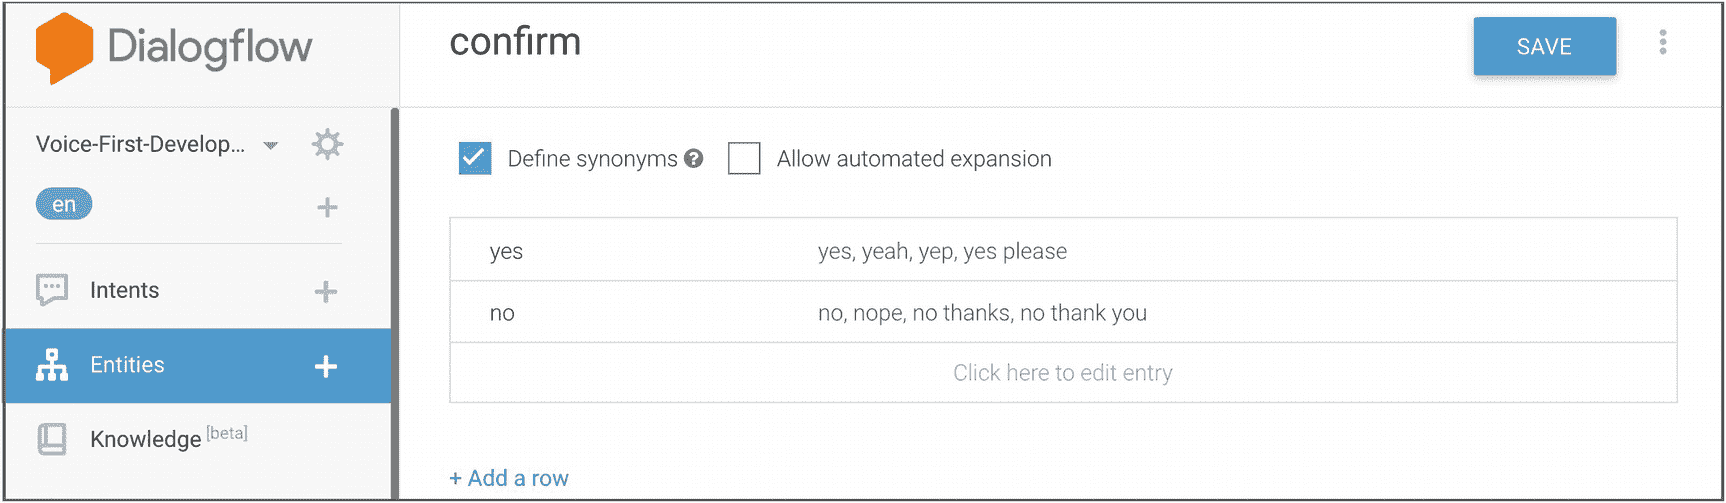 Dialogflow
confirm
SAVE
Voice-First-Develop...
en
Define synonyms ?
Allow automated expansion
Intents
Entities
Knowledge [beta]
yes
yes, yeah, yep, yes please
no
no, nope, no thanks, no thank you
Click here to edit entry
+ Add a row